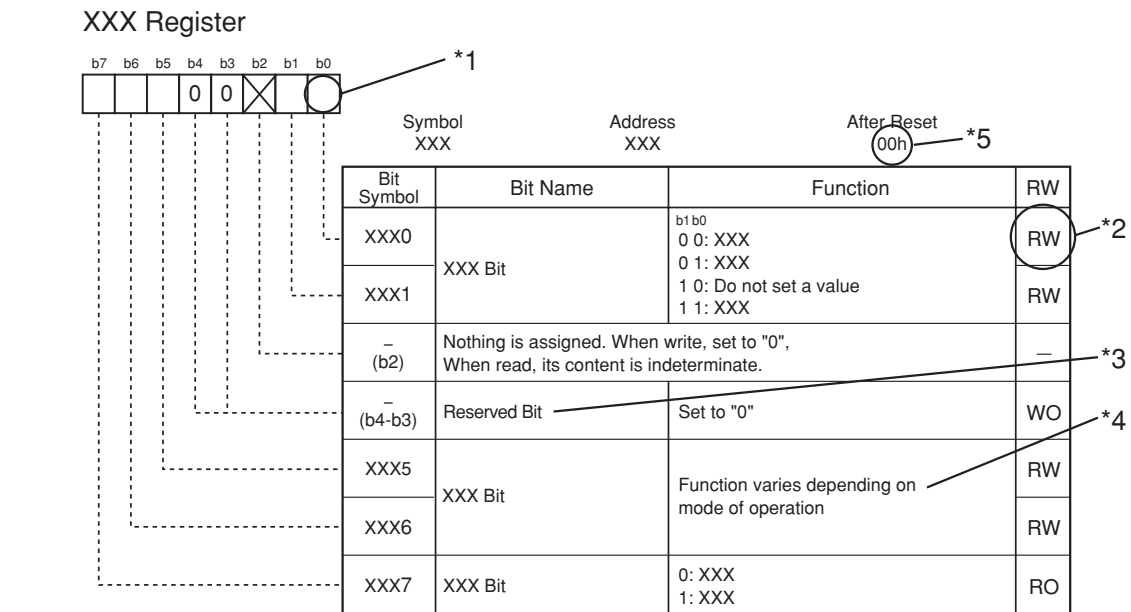 XXX Register
b7 b6 b5 b4 b3 b2 b1 b0
*1
0 0
Symbol Address After Reset
XXX XXX 00h *5
Bit Symbol Bit Name Function RW
XXX0
XXX Bit
b1 b0
0 0: XXX
0 1: XXX
1 0: Do not set a value
1 1: XXX
RW *2
XXX1
RW
–
(b2)
Nothing is assigned. When write, set to "0",
When read, its content is indeterminate.
–
*3
–
(b4-b3)
Reserved Bit
Set to "0"
WO
*4
XXX5
XXX Bit
Function varies depending on
mode of operation
RW
XXX6
RW
XXX7
XXX Bit
0: XXX
1: XXX
RO